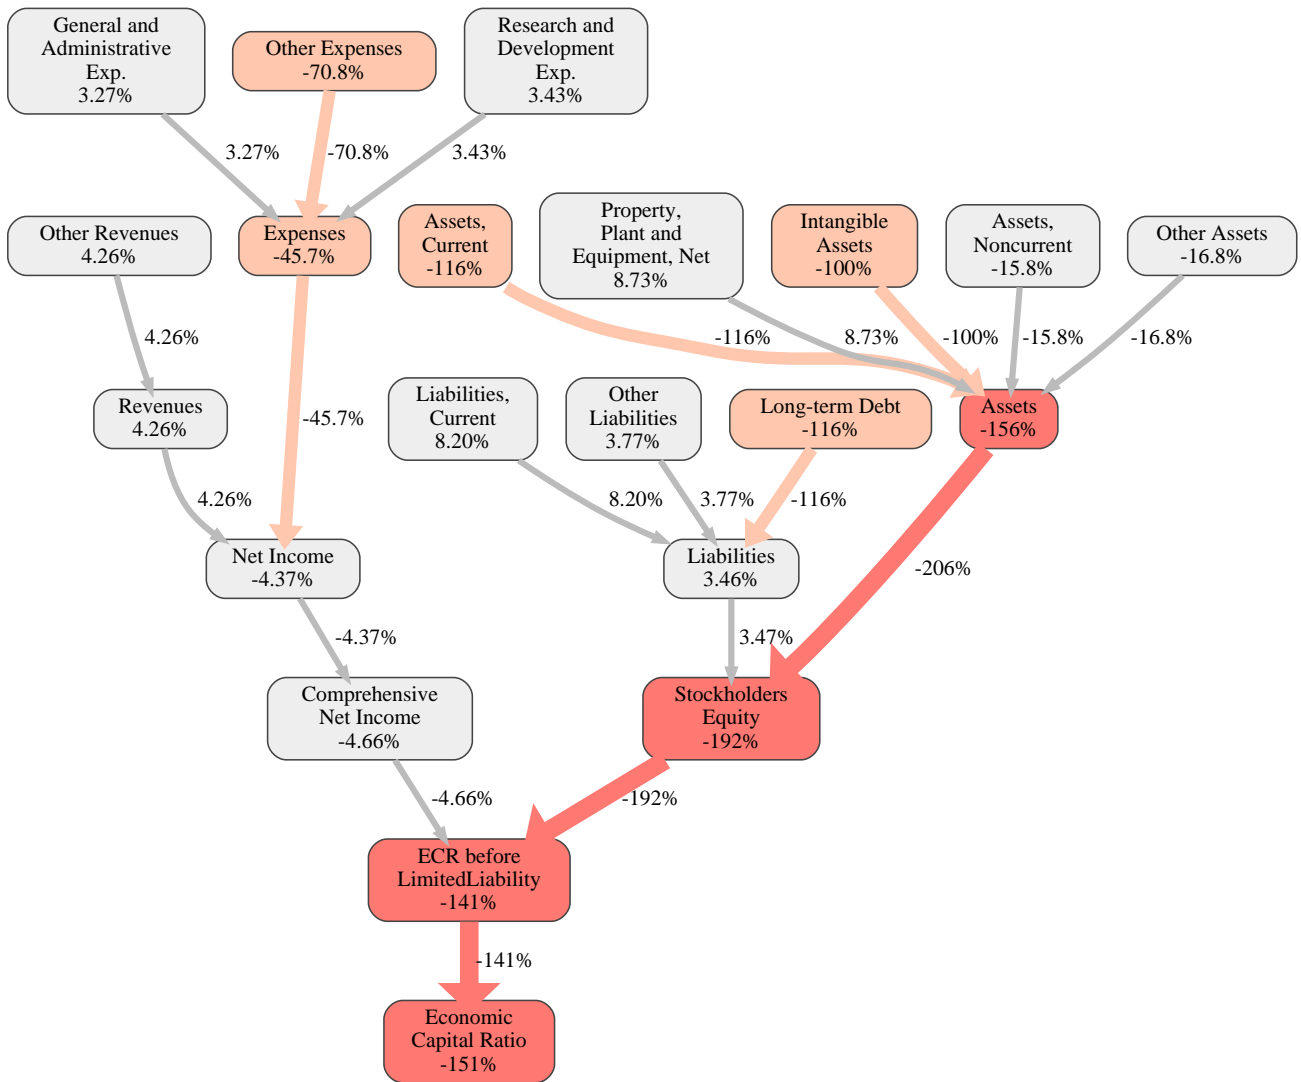 General and
Administrative
Exp.
3.27%
Other Expenses
-70.8%
Research and
Development
Exp.
3.43%
3.27%
-70.8%
3.43%
Other Revenues
4.26%
Expenses
-45.7%
Assets,
Current
-116%
Property,
Plant and
Equipment, Net
8.73%
Intangible
Assets
-100%
Assets,
Noncurrent
-15.8%
Other Assets
-16.8%
4.26%
-116%
8.73%
-100%
-15.8%
-16.8%
Revenues
4.26%
-45.7%
Liabilities,
Current
8.20%
Other
Liabilities
3.77%
Long-term Debt
-116%
Assets
-156%
4.26%
8.20%
3.77%
-116%
Net Income
-4.37%
Liabilities
3.46%
-206%
-4.37%
3.47%
Comprehensive
Net Income
-4.66%
Stockholders
Equity
-192%
-4.66%
-192%
ECR before
LimitedLiability
-141%
-141%
Economic
Capital Ratio
-151%